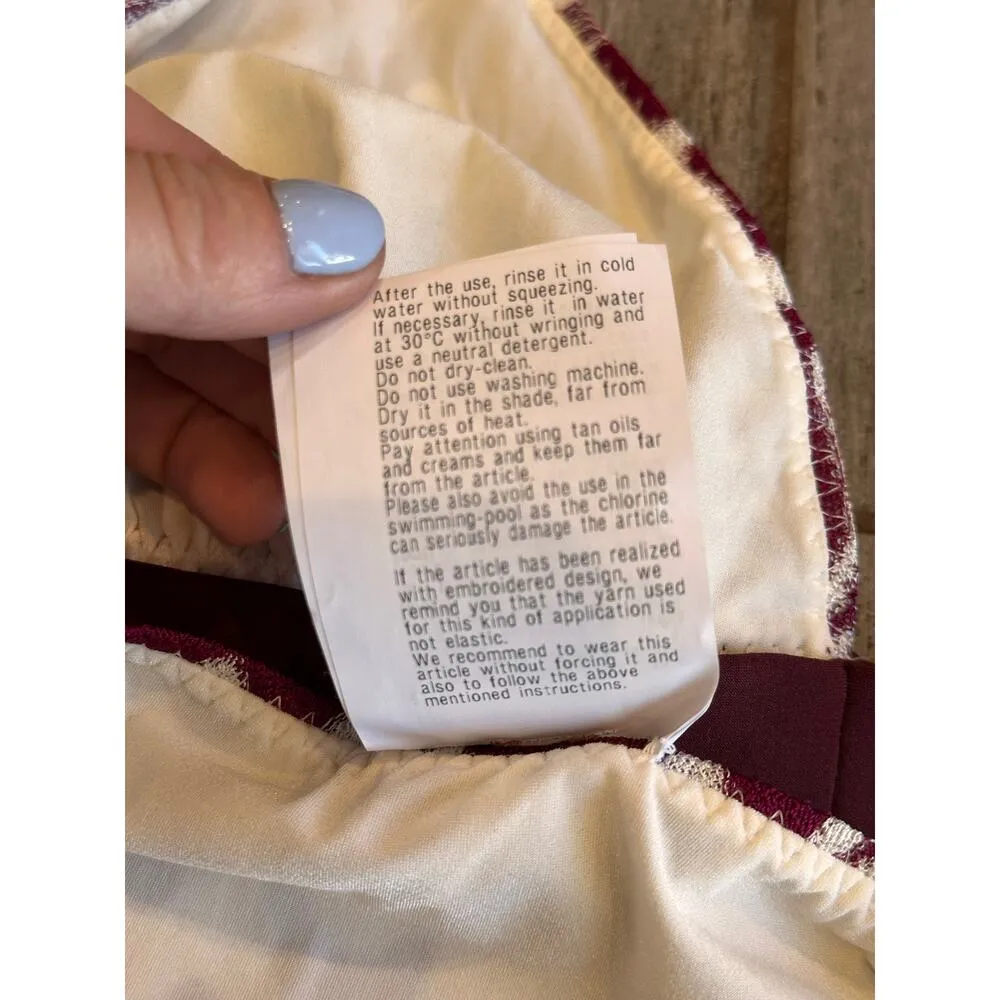 After the use, rinse it in cold
water without squeezing.
If necessary, rinse it in water
at 30°C without wringing and
use a neutral detergent.
Do not dry-clean.
Do not use washing machine.
Dry it in the shade, far from
sources of heat.
Pay attention using tan oils
and creams and keep them far
from the article.
Please also avoid the use in the
swimming-pool as the chlorine
can seriously damage the article.
If the article has been realized
with embroidered design, we
remind you that the yarn used
for this kind of application is
not elastic.
We recommend to wear this
article without forcing it and
also to follow the above
mentioned instructions.